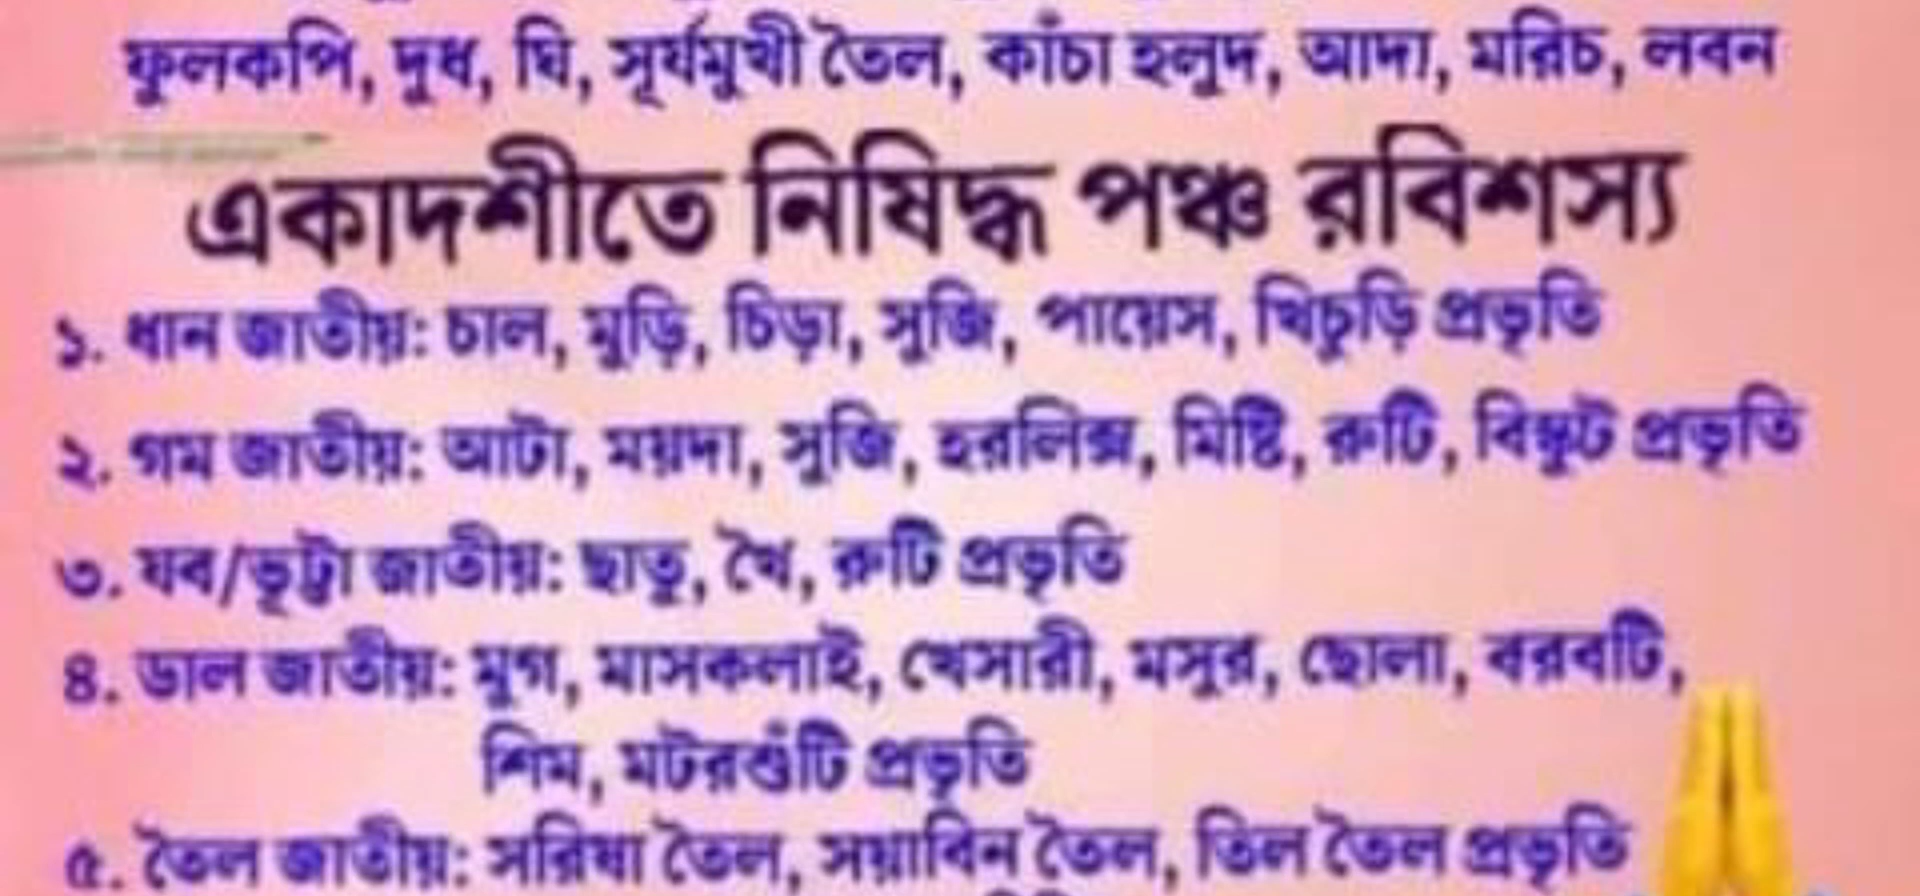 ফুলকপি, দুধ, ঘি, সূর্যমুখী তৈল, কাঁচা হলুদ, আদা, মরিচ, লবন
একাদশীতে নিষিদ্ধ পঞ্চ রবিশস্য
১. ধান জাতীয়: চাল, মুড়ি, চিড়া, সুজি, পায়েস, খিচুড়ি প্রভৃতি
২. গম জাতীয়: আটা, ময়দা, সুজি, হরলিক্স, মিষ্টি, রুটি, বিস্কুট প্রভৃতি
৩. যব/ভূট্টা জাতীয়: ছাতু, খৈ, রুটি প্রভৃতি
৪. ডাল জাতীয়: মুগ, মাসকলাই, খেসারী, মসুর, ছোলা, বরবটি,
শিম, মটরশুঁটি প্রভৃতি
৫. তৈল জাতীয়: সরিষা তৈল, সয়াবিন তৈল, তিল তৈল প্রভৃতি